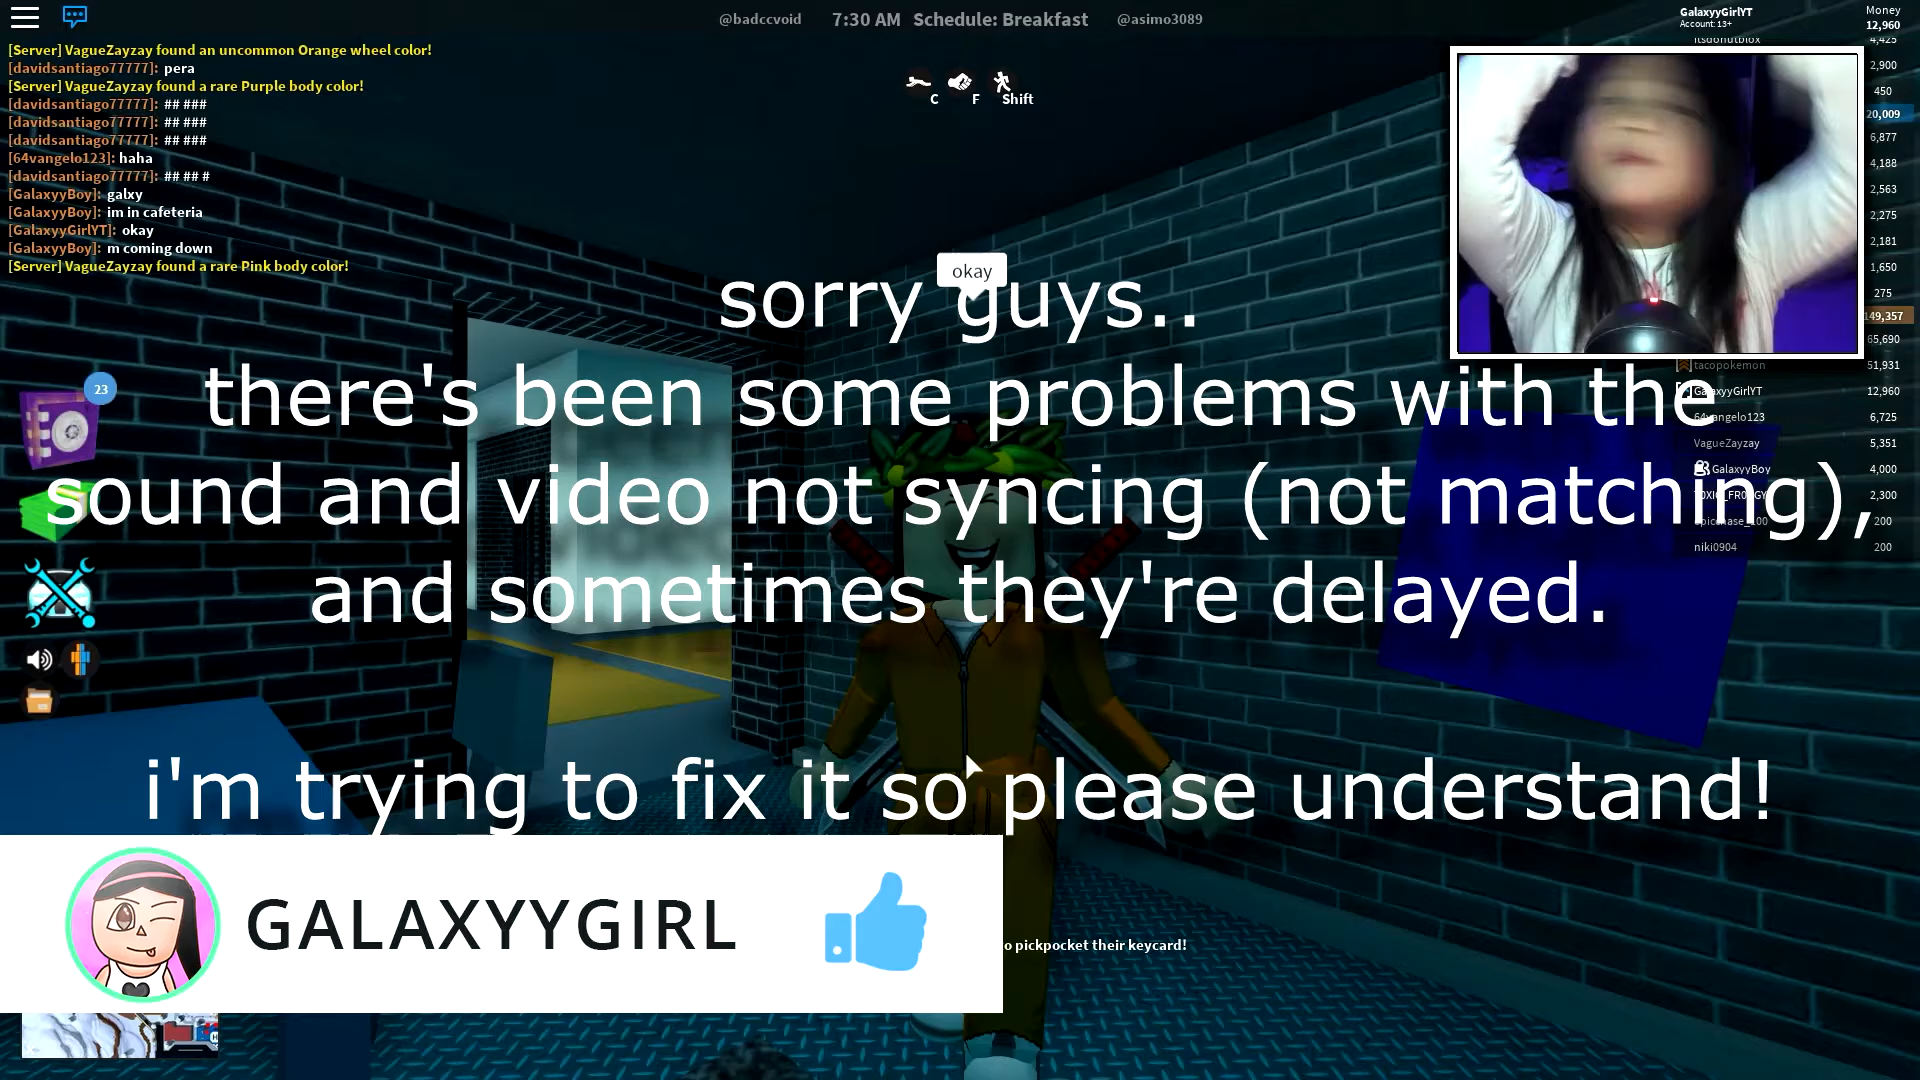 @badccvoid 7:30 AM Schedule: Breakfast @asimo3089
GalaxyyGirlYT
Account: 13+
Money
12,960
[Server] VagueZayzay found an uncommon Orange wheel color!
[davidsantiago77777]: pera
[Server] VagueZayzay found a rare Purple body color!
[davidsantiago77777]: ## ###
[davidsantiago77777]: ## ###
[davidsantiago77777]: ## ###
[64vangelo123]: haha
[davidsantiago77777]: ## ## #
[GalaxyyBoy]: galxy
[GalaxyyBoy]: im in cafeteria
[GalaxyyGirlYT]: okay
[GalaxyyBoy]: m coming down
[Server] VagueZayzay found a rare Pink body color!
C F Shift
itsdonutblox 4,425
2,900
450
20,009
6,877
4,188
2,563
2,275
2,181
1,650
275
149,357
65,690
tacopokemon 51,931
GalaxyyGirlYT 12,960
64vangelo123 6,725
VagueZayzay 5,351
GalaxyyBoy 4,000
2,300
200
niki0904 200
okay
sorry guys..
there's been some problems with the
sound and video not syncing (not matching),
and sometimes they're delayed.
i'm trying to fix it so please understand!
23
GALAXYYGIRL
o pickpocket their keycard!